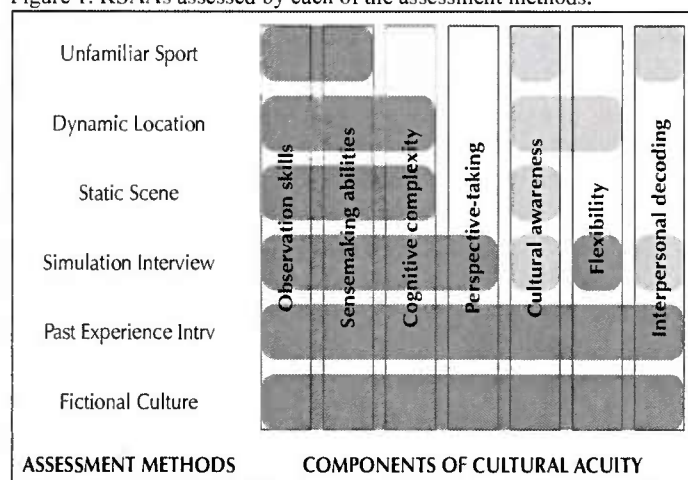 Figure 1. KSAAs assessed by each of the assessment methods.
Unfamiliar Sport
Dynamic Location
Static Scene
Simulation Interview
Past Experience Intrv
Fictional Culture
Observation skills
Sensemaking abilities
Cognitive complexity
Perspective-taking
Cultural awareness
Flexibility
Interpersonal decoding
ASSESSMENT METHODS
COMPONENTS OF CULTURAL ACUITY